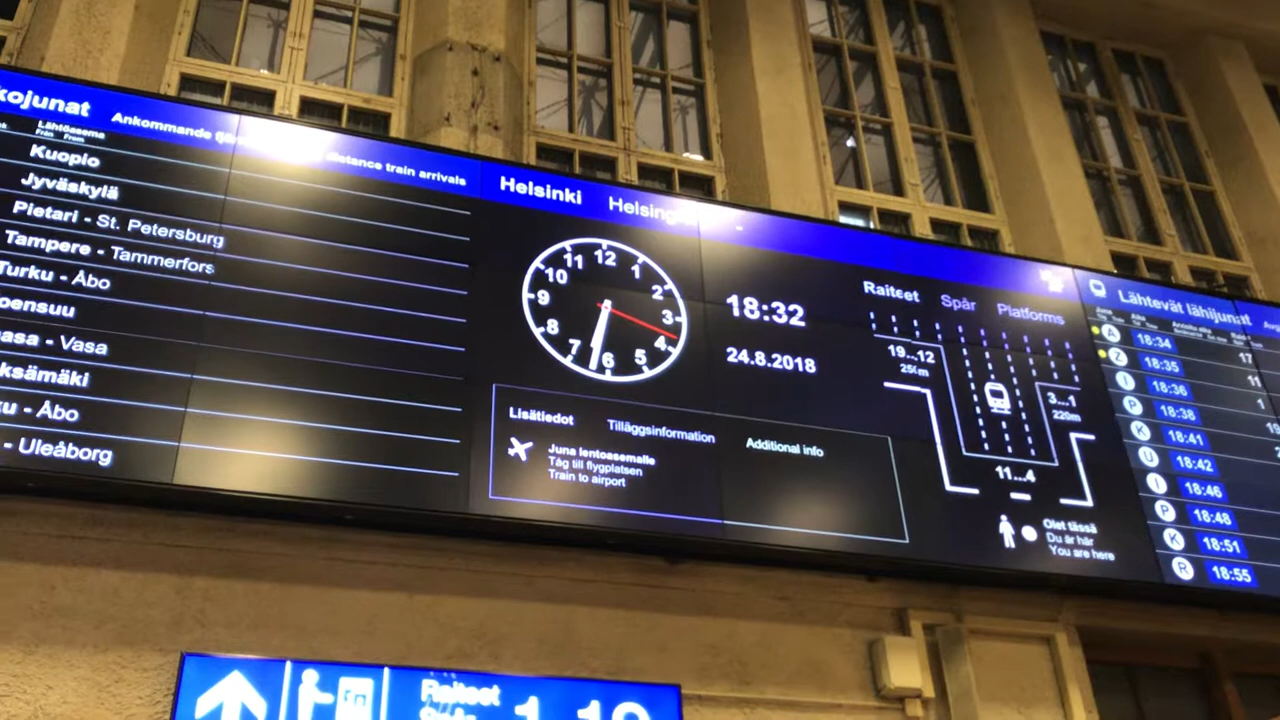 kojunat Ankommande
distance train arrivals
Lähtöasema
Från From
Kuopio
Jyväskylä
Pietari - St. Petersburg
Tampere - Tammerfors
Turku - Åbo
oensuu
asa - Vasa
ksämäki
ku - Åbo
- Uleåborg
Helsinki Helsing
12
1
2
3
4
5
6
7
8
9
10
11
18:32
24.8.2018
Lisätiedot Tilläggsinformation Additional info
Juna lentoasemalle
Tåg till flygplatsen
Train to airport
Raiteet Spår Platforms
19...12
250m
3...1
220m
11...4
Olet tässä
Du är här
You are here
Lähtevät lähijunat
A 18:34 17
Z 18:35 11
I 18:36 1
P 18:38
K 18:41
U 18:42
I 18:46
P 18:48
K 18:51
R 18:55
Raiteet
1 19